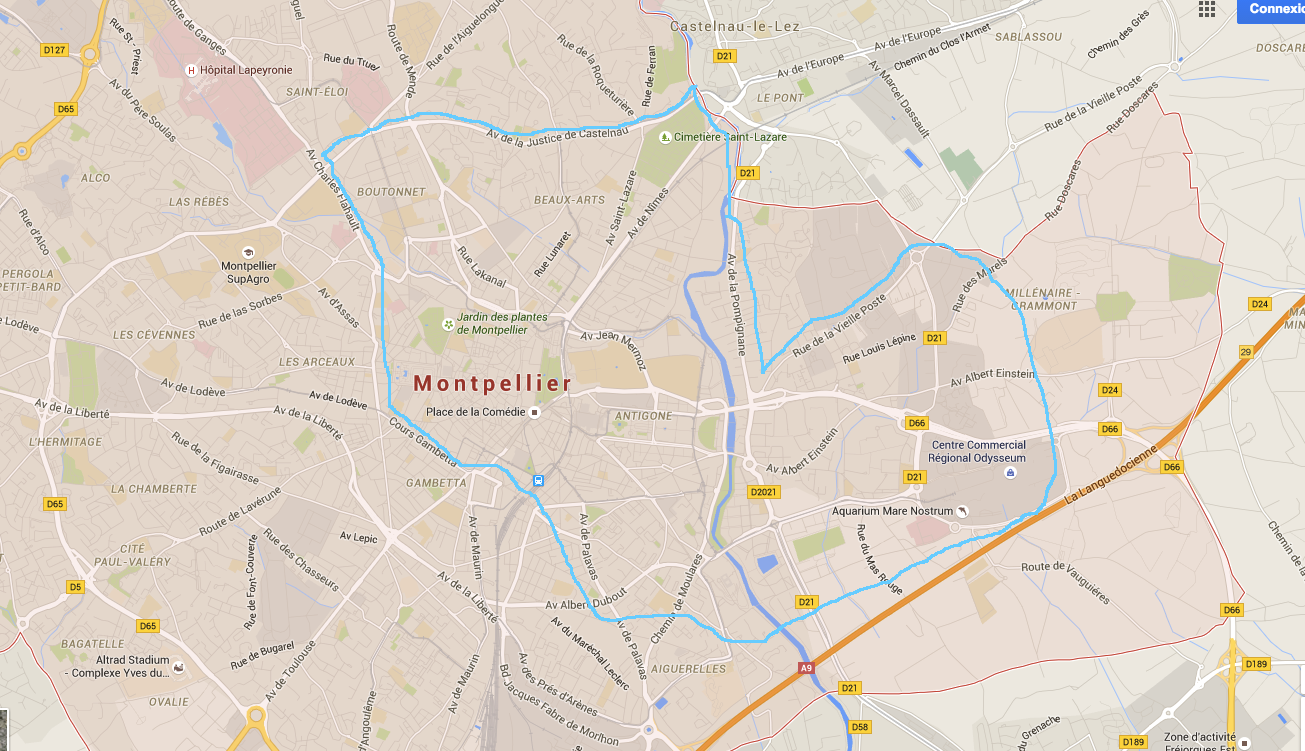 Connexio
Castelnau-le-Lez
Av de l'Europe
SABLASSOU
Chemin des Grès
DOSCARE
D127
Rue St - Priest
Route de Ganges
guel
Route de Mende
Rue de l'Aiguelongue
Rue de la Roqueturière
Rue de Ferran
D21
Av de l'Europe
Chemin du Clos l'Armet
Hôpital Lapeyronie
H
Rue du Truel
SAINT-ÉLOI
LE PONT
Av Marcel Dassault
Rue de la Vieille Poste
Rue Doscares
D65
Av du Père Soulas
Av de la Justice de Castelnau
Cimetière Saint-Lazare
ALCO
Av Charles Flahault
BOUTONNET
D21
LAS RÉBÈS
BEAUX-ARTS
Av Saint-Lazare
Av de Nîmes
Rue Doscares
Rue d'Alco
Montpellier
SupAgro
Rue Lakanal
Rue Lunaret
Av de la Pompignane
Rue des Marels
PERGOLA
PETIT-BARD
Rue de las Sorbes
Av d'Assas
MILLÉNAIRE -
GRAMMONT
D24
e Lodève
LES CÉVENNES
Jardin des plantes
de Montpellier
Av Jean Mermoz
Rue de la Vieille Poste
Rue Louis Lépine
D21
MA
MIN
29
LES ARCEAUX
Montpellier
Av Albert Einstein
Av de Lodève
Av de Lodève
Place de la Comédie
ANTIGONE
D24
Av de la Liberté
Av de la Liberté
Cours Gambetta
D66
D66
L'HERMITAGE
Rue de la Figairasse
Av Albert Einstein
Centre Commercial
Régional Odysseum
La Languedocienne
D66
LA CHAMBERTE
GAMBETTA
D21
D65
Route de Lavérune
D2021
Aquarium Mare Nostrum
Av Lepic
Av de Maurin
Av de Palavas
Rue du Mas Rouge
Chemin de la
CITÉ
PAUL-VALÉRY
Rue de Font-Couverte
Rue des Chasseurs
Chemin de Moulares
Route de Vauguières
D5
Av de la Liberté
Av Albert Dubout
D21
D66
D65
BAGATELLE
Rue de Bugarel
Av du Maréchal Leclerc
Av de Palavas
Altrad Stadium
- Complexe Yves du...
Av de Toulouse
Av de Maurin
Av des Prés d'Arènes
AIGUERELLES
A9
D189
OVALIE
d'Angoulême
Bd Jacques Fabre de Morlhon
D21
D58
du Grenache
D189
Zone d'activité
Fréjorgues Est